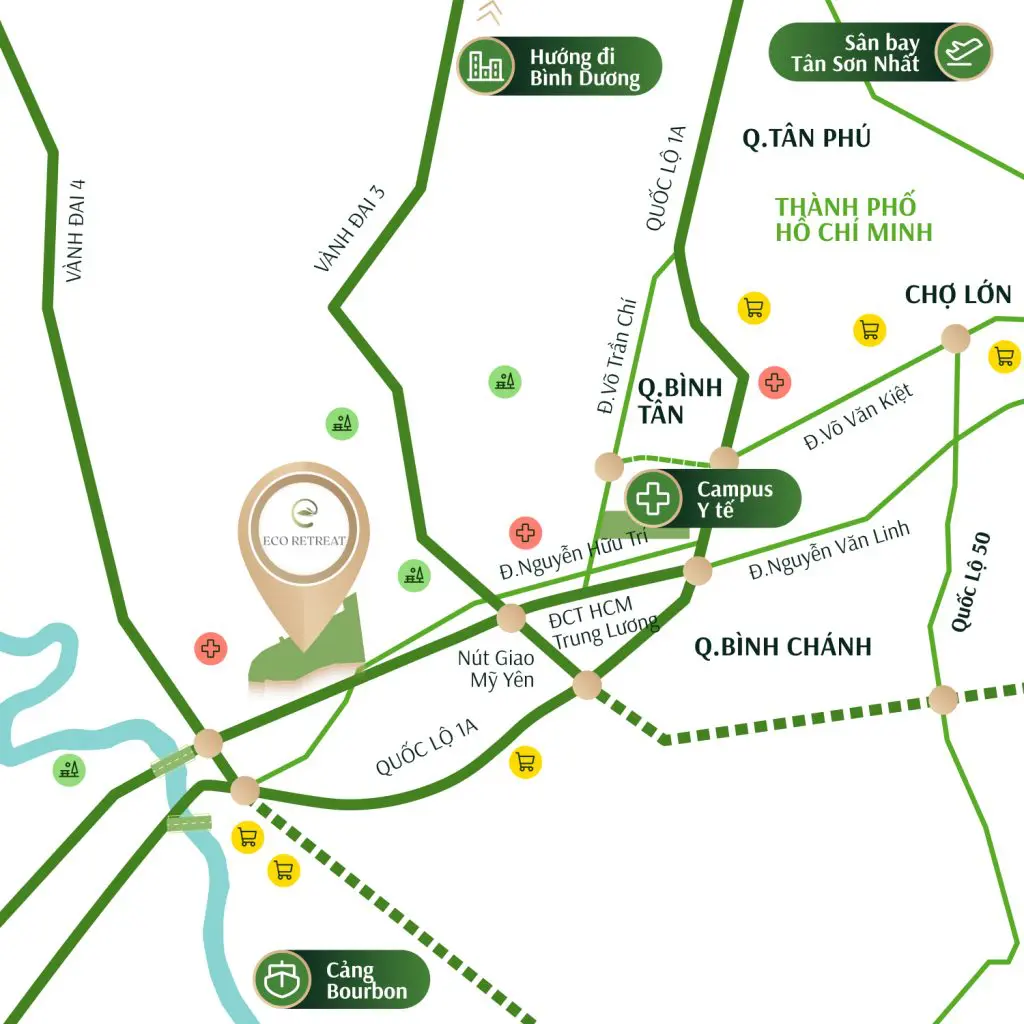 Hướng đi
Bình Dương
Sân bay
Tân Sơn Nhất
Q.TÂN PHÚ
QUỐC LỘ 1A
VÀNH ĐAI 4
VÀNH ĐAI 3
THÀNH PHỐ
HỒ CHÍ MINH
CHỢ LỚN
Đ.Võ Trần Chí
Q.BÌNH
TÂN
Đ.Võ Văn Kiệt
Campus
Y tế
ECO RETREAT
Đ.Nguyễn Hữu Trí
Đ.Nguyễn Văn Linh
Quốc Lộ 50
ĐCT HCM
Trung Lương
Q.BÌNH CHÁNH
Nút Giao
Mỹ Yên
QUỐC LỘ 1A
Cảng
Bourbon